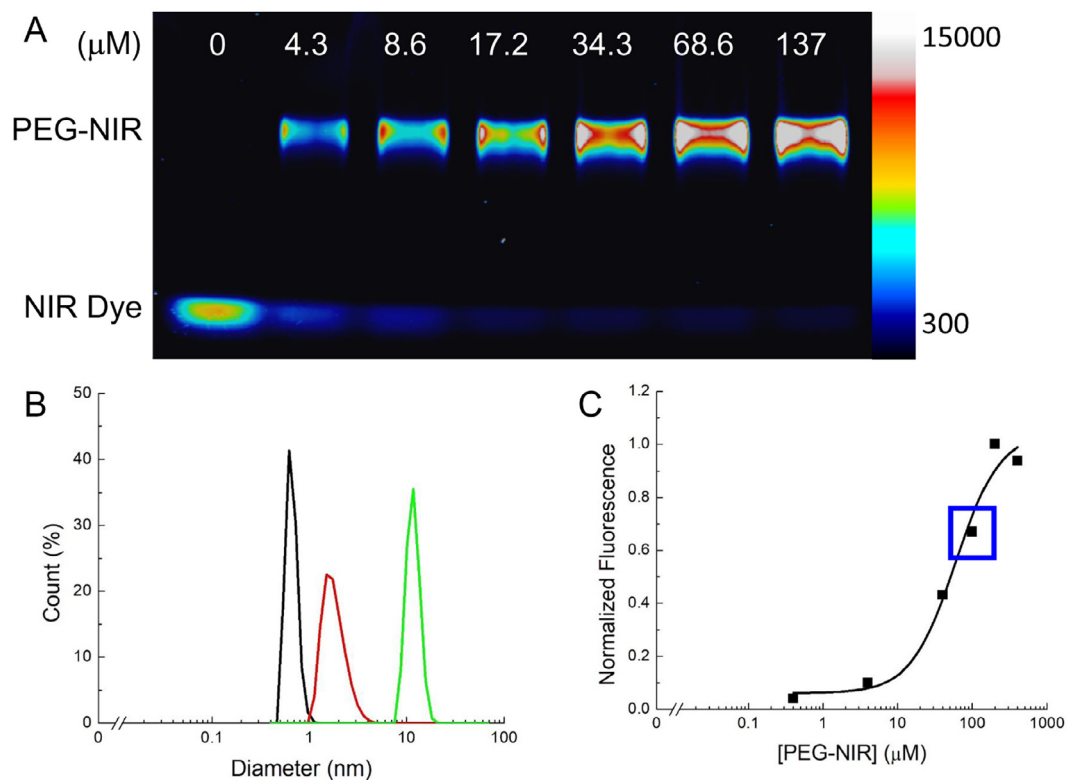 A (μM) 0 4.3 8.6 17.2 34.3 68.6 137 15000
PEG-NIR
NIR Dye
300
B
50
40
30
20
10
0
Count (%)
0 0.1 1 10 100
Diameter (nm)
C
1.2
1.0
0.8
0.6
0.4
0.2
0.0
Normalized Fluorescence
0 1 10 100 1000
[PEG-NIR] (μM)